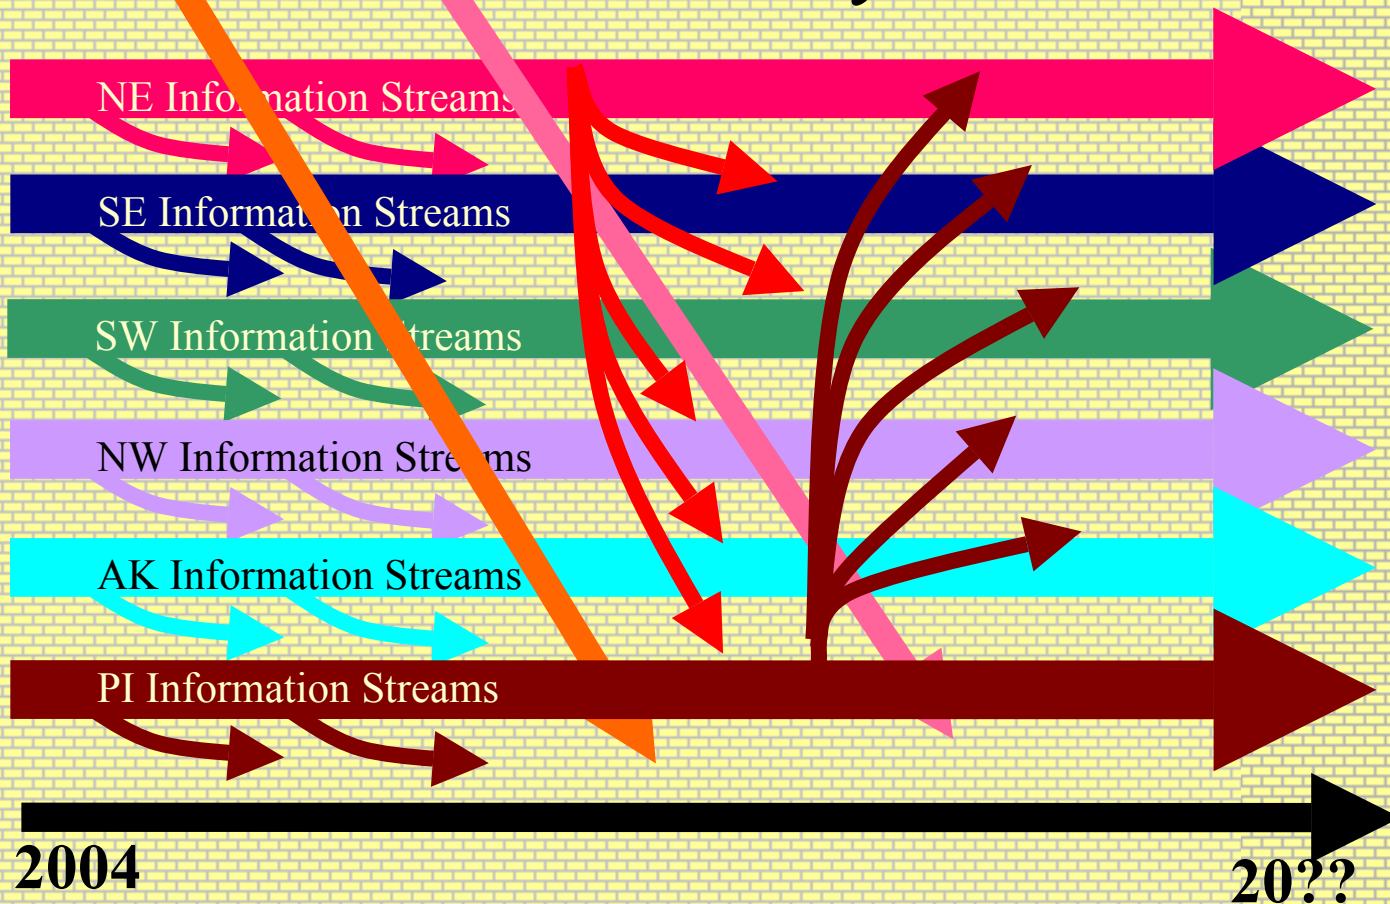 NE Information Streams
SE Information Streams
SW Information Streams
NW Information Streams
AK Information Streams
PI Information Streams
2004
20??